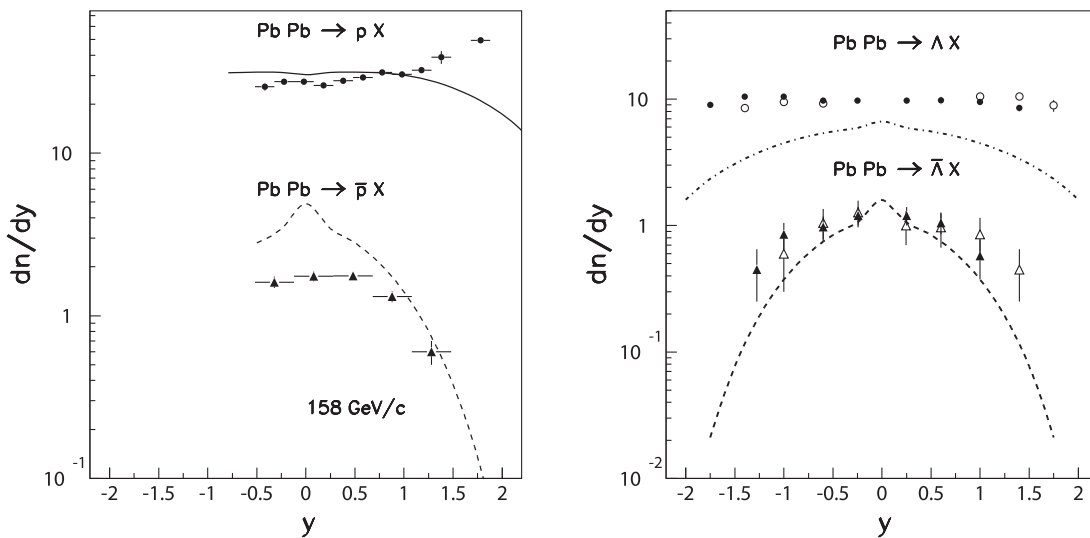 Pb Pb → p X
Pb Pb → p̅ X
158 GeV/c
dn/dy
10
1
10⁻¹
-2 -1.5 -1 -0.5 0 0.5 1 1.5 2
y
Pb Pb → Λ X
Pb Pb → Λ̅ X
dn/dy
10
1
10⁻¹
10⁻²
-2 -1.5 -1 -0.5 0 0.5 1 1.5 2
y